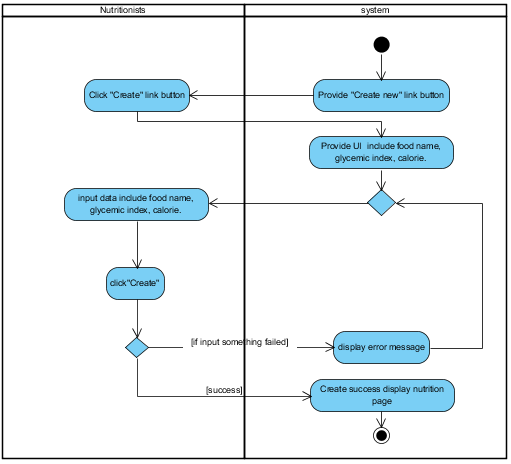 Nutritionists
system
Click "Create" link button
Provide "Create new" link button
Provide UI include food name,
glycemic index, calorie.
input data include food name,
glycemic index, calorie.
click"Create"
[if input something failed]
display error message
[success]
Create success display nutrition
page